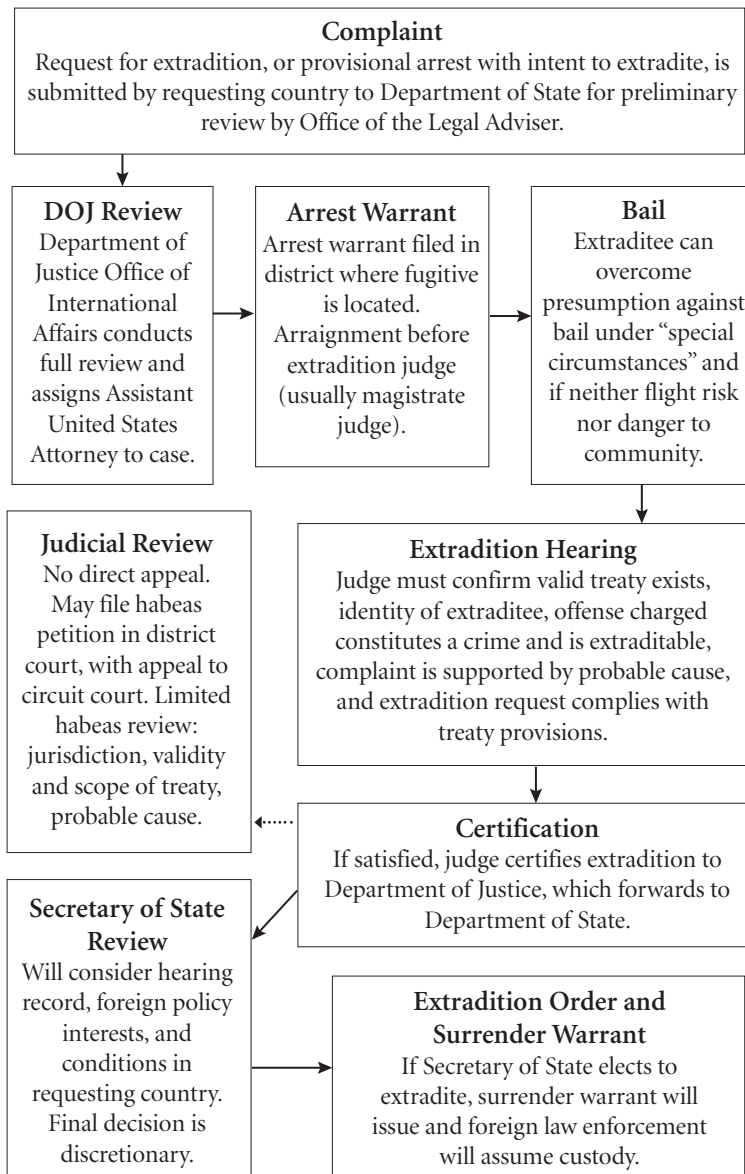 Complaint
Request for extradition, or provisional arrest with intent to extradite, is
submitted by requesting country to Department of State for preliminary
review by Office of the Legal Adviser.
DOJ Review
Department of
Justice Office of
International
Affairs conducts
full review and
assigns Assistant
United States
Attorney to case.
Arrest Warrant
Arrest warrant filed in
district where fugitive
is located.
Arraignment before
extradition judge
(usually magistrate
judge).
Bail
Extraditee can
overcome
presumption against
bail under “special
circumstances” and
if neither flight risk
nor danger to
community.
Extradition Hearing
Judge must confirm valid treaty exists,
identity of extraditee, offense charged
constitutes a crime and is extraditable,
complaint is supported by probable cause,
and extradition request complies with
treaty provisions.
Certification
If satisfied, judge certifies extradition to
Department of Justice, which forwards to
Department of State.
Judicial Review
No direct appeal.
May file habeas
petition in district
court, with appeal to
circuit court. Limited
habeas review:
jurisdiction, validity
and scope of treaty,
probable cause.
Secretary of State
Review
Will consider hearing
record, foreign policy
interests, and
conditions in
requesting country.
Final decision is
discretionary.
Extradition Order and
Surrender Warrant
If Secretary of State elects to
extradite, surrender warrant will
issue and foreign law enforcement
will assume custody.